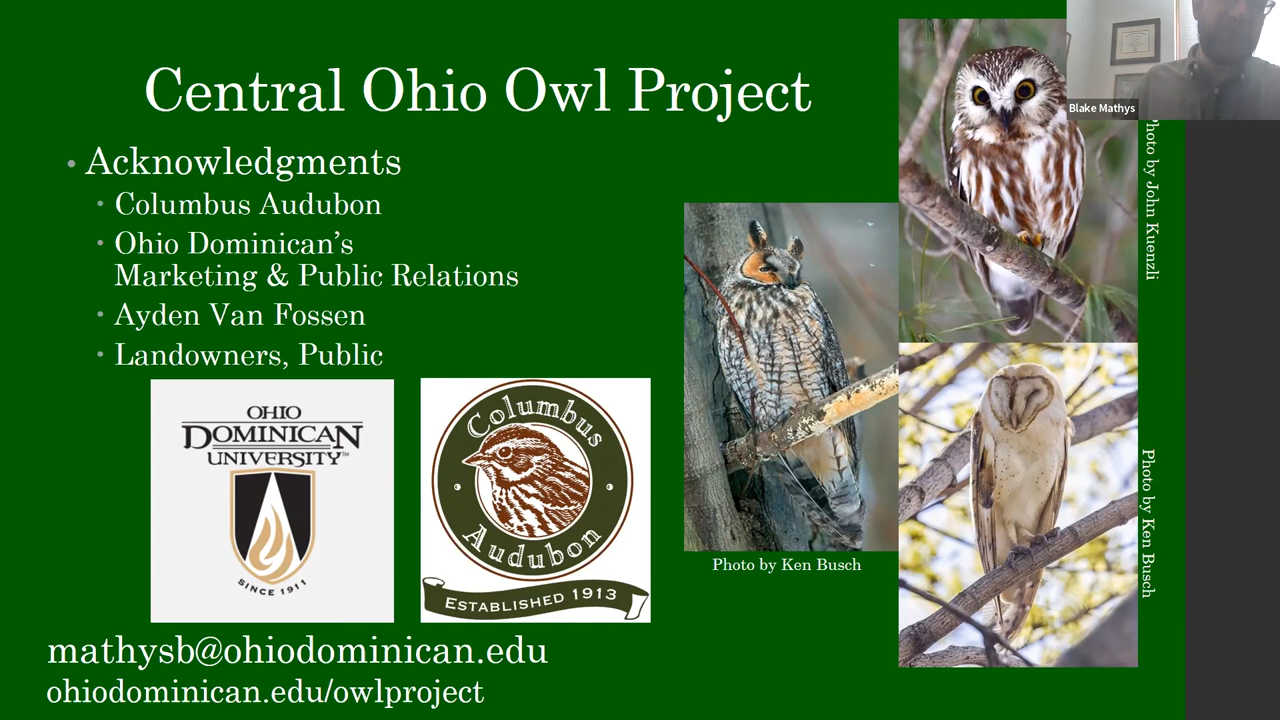 Central Ohio Owl Project
Acknowledgments
Columbus Audubon
Ohio Dominican's
Marketing & Public Relations
Ayden Van Fossen
Landowners, Public
OHIO
DOMINICAN
UNIVERSITY™
SINCE 1911
Columbus
Audubon
ESTABLISHED 1913
mathysb@ohiodominican.edu
ohiodominican.edu/owlproject
Photo by Ken Busch
Blake Mathys
Photo by John Kuenzli
Photo by Ken Busch